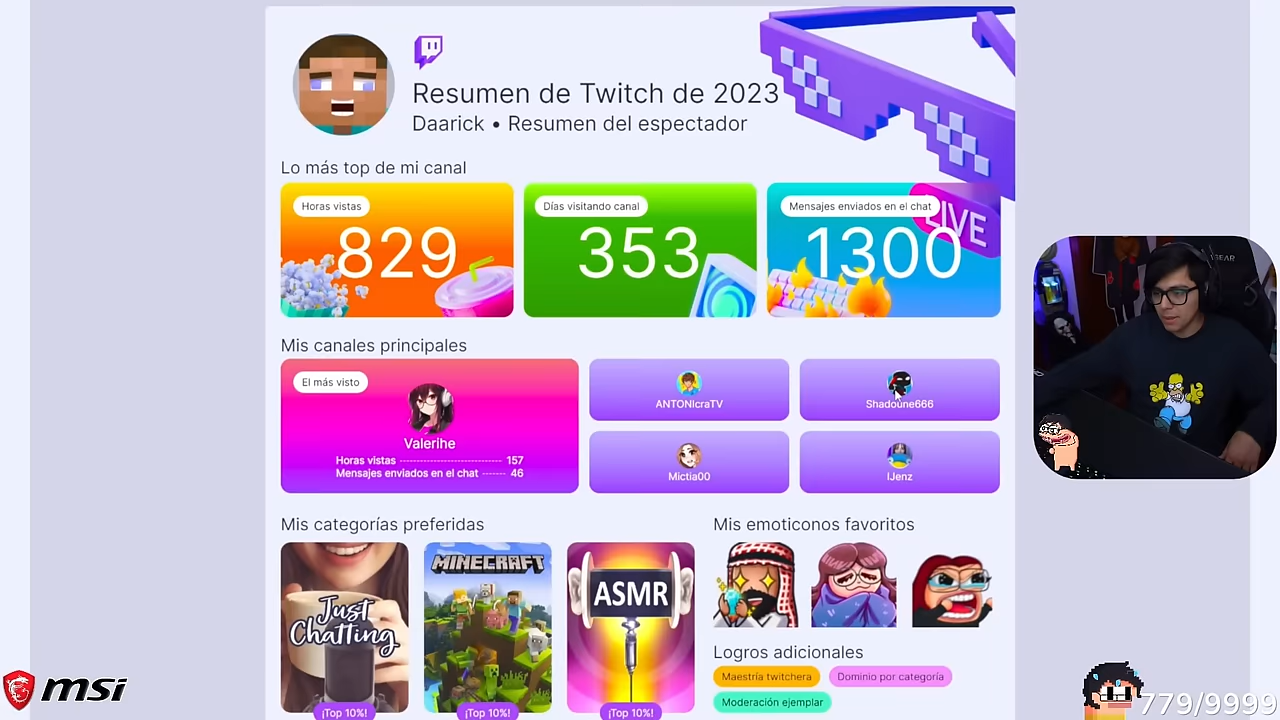 Resumen de Twitch de 2023
Daarick • Resumen del espectador
Lo más top de mi canal
Horas vistas
829
Días visitando canal
353
Mensajes enviados en el chat
1300
LIVE
Mis canales principales
El más visto
Valerihe
Horas vistas ---------------------------- 157
Mensajes enviados en el chat ------- 46
ANTONIcraTV
Shadoune666
Mictia00
IJenz
Mis categorías preferidas
Just
Chatting
¡Top 10%!
MINECRAFT
¡Top 10%!
ASMR
¡Top 10%!
Mis emoticonos favoritos
Logros adicionales
Maestría twitchera
Dominio por categoría
Moderación ejemplar
msi
779/9999